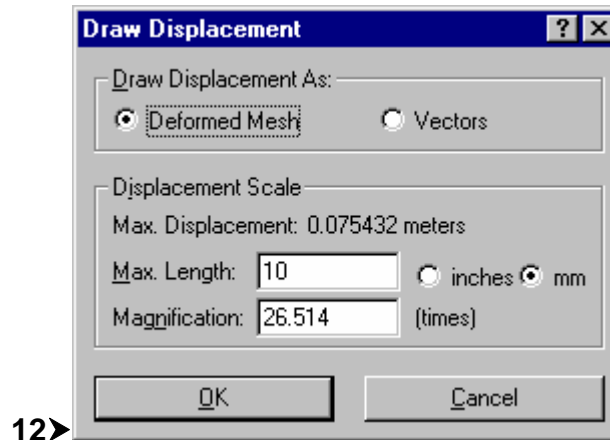 Draw Displacement ? ×
Draw Displacement As:
Deformed Mesh Vectors
Displacement Scale
Max. Displacement: 0.075432 meters
Max. Length: 10 inches mm
Magnification: 26.514 (times)
OK Cancel
12➤